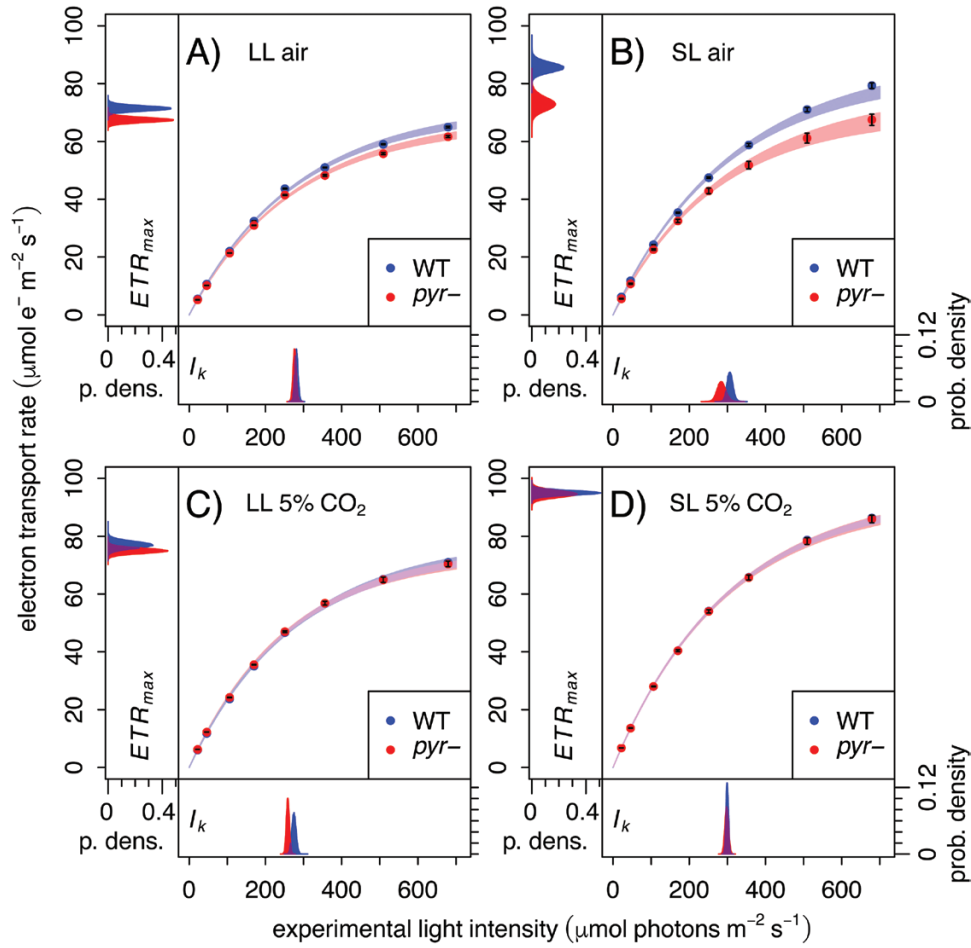 A) LL air
100
80
60
40
20
0
ETRmax
WT
pyr−
0 0.4
p. dens.
Ik
0 200 400 600
B) SL air
100
80
60
40
20
0
ETRmax
WT
pyr−
0 0.4
p. dens.
Ik
0.12
0
prob. density
0 200 400 600
C) LL 5% CO₂
100
80
60
40
20
0
ETRmax
WT
pyr−
0 0.4
p. dens.
Ik
0 200 400 600
D) SL 5% CO₂
100
80
60
40
20
0
ETRmax
WT
pyr−
0 0.4
p. dens.
Ik
0.12
0
prob. density
0 200 400 600
electron transport rate (μmol e⁻ m⁻² s⁻¹)
experimental light intensity (μmol photons m⁻² s⁻¹)